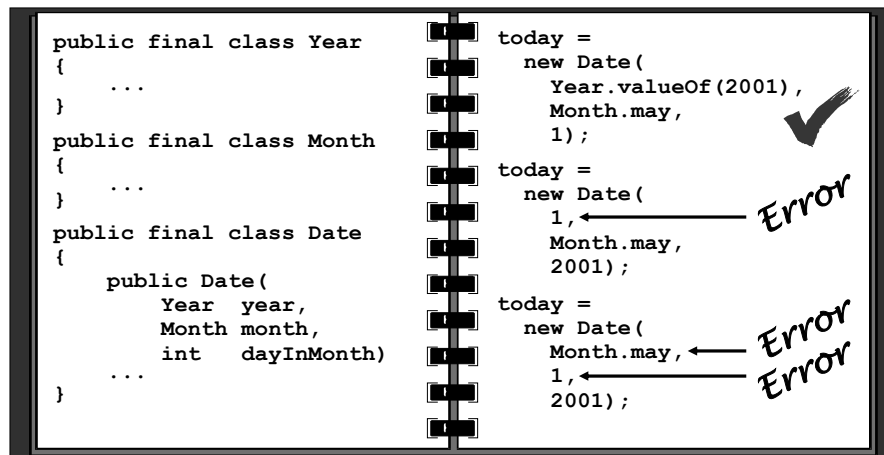 public final class Year
{
    ...
}
public final class Month
{
    ...
}
public final class Date
{
    public Date(
        Year  year,
        Month month,
        int   dayInMonth)
    ...
}
today =
  new Date(
    Year.valueOf(2001),
    Month.may,
    1);
today =
  new Date(
    1,
Error
    Month.may,
    2001);
today =
  new Date(
    Month.may,
Error
    1,
Error
    2001);